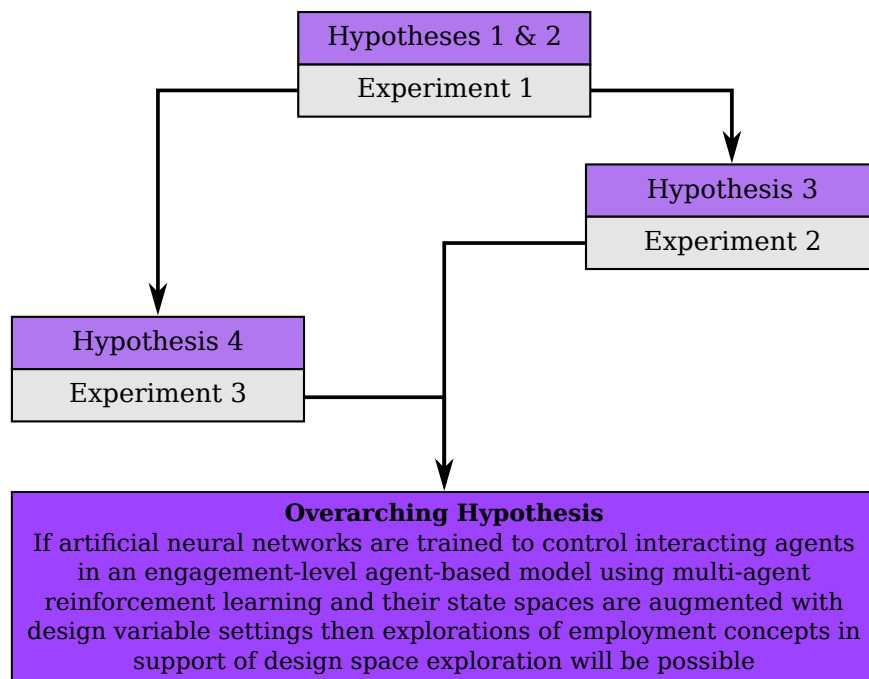 Hypotheses 1 & 2
Experiment 1
Hypothesis 3
Experiment 2
Hypothesis 4
Experiment 3
Overarching Hypothesis
If artificial neural networks are trained to control interacting agents
in an engagement-level agent-based model using multi-agent
reinforcement learning and their state spaces are augmented with
design variable settings then explorations of employment concepts in
support of design space exploration will be possible